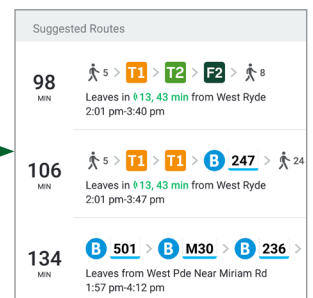 Suggested Routes
98 MIN
5 > T1 > T2 > F2 > 8
Leaves in 13, 43 min from West Ryde
2:01 pm-3:40 pm
106 MIN
5 > T1 > T1 > B 247 > 24
Leaves in 13, 43 min from West Ryde
2:01 pm-3:47 pm
134 MIN
B 501 > B M30 > B 236 >
Leaves from West Pde Near Miriam Rd
1:57 pm-4:12 pm